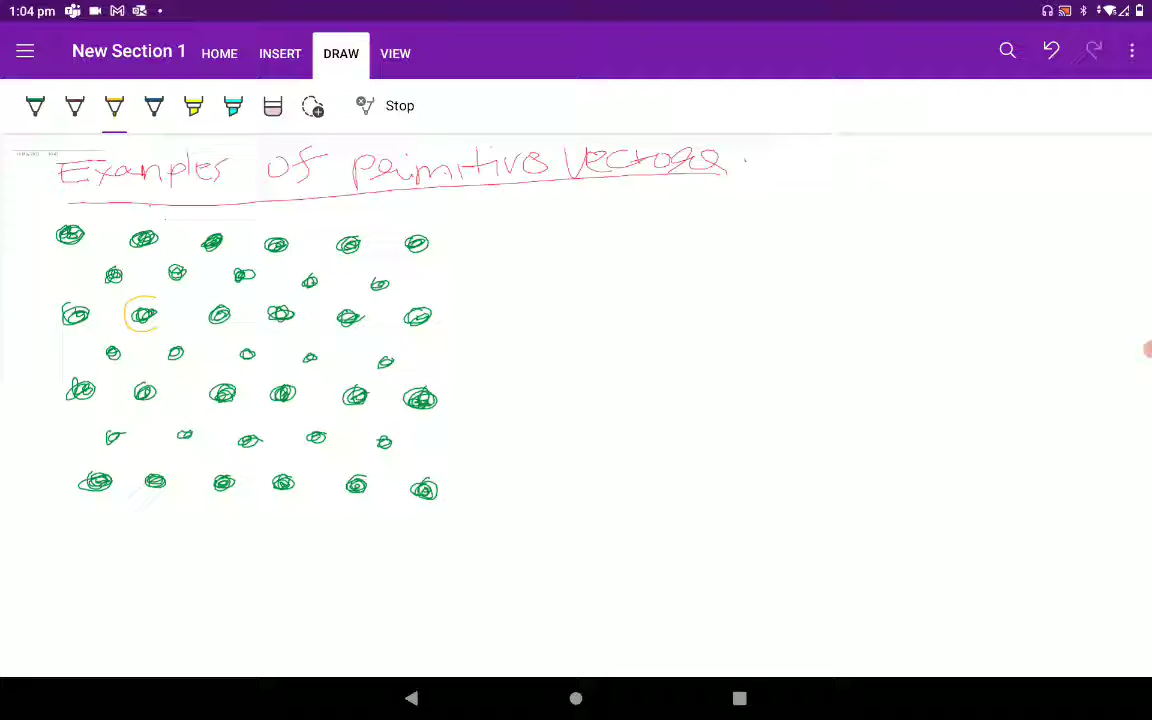 1:04 pm
New Section 1 HOME INSERT DRAW VIEW
Stop
Examples of primitive vectors.